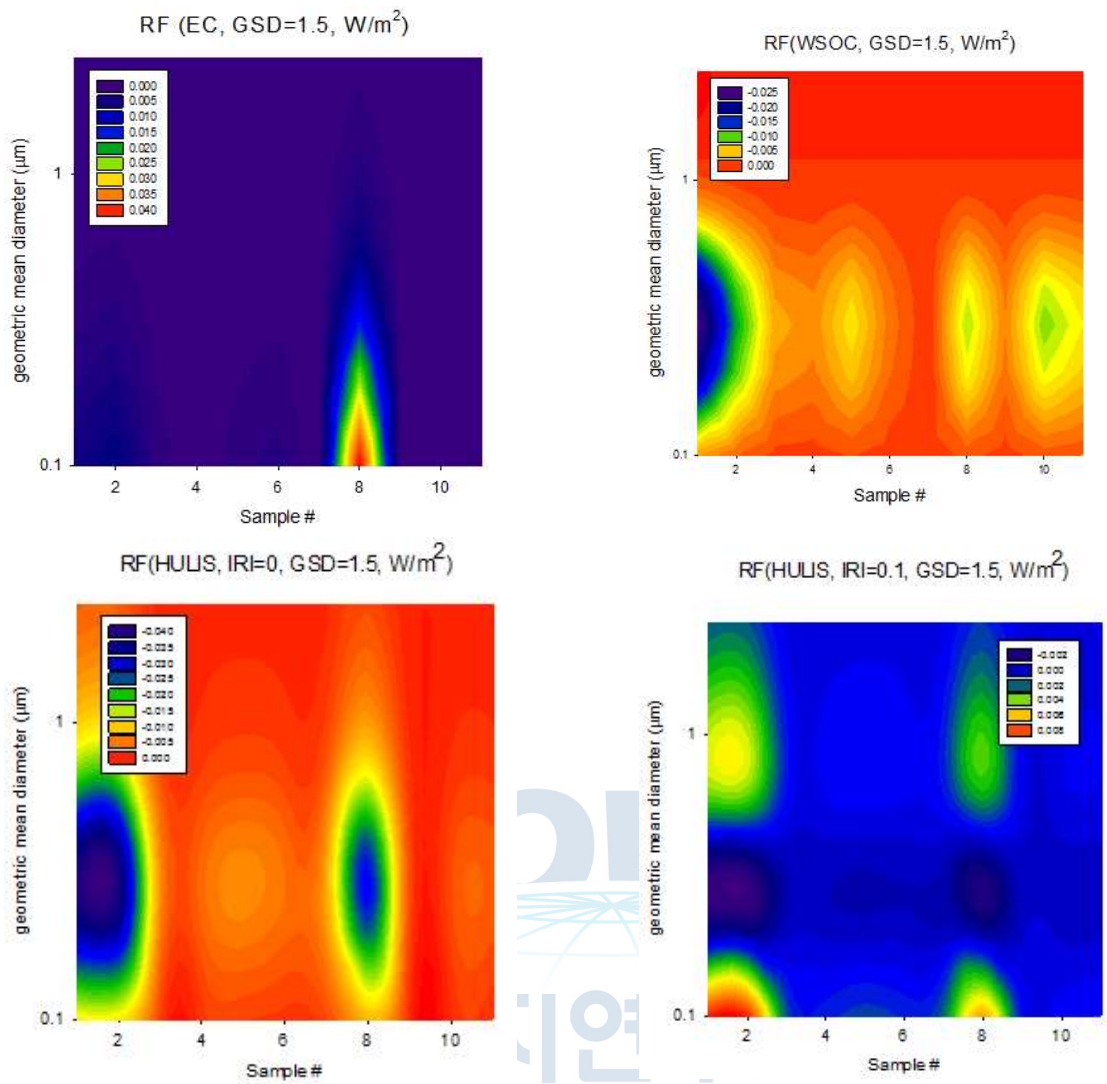 RF (EC, GSD=1.5, W/m²)
0.000
0.005
0.010
0.015
0.020
0.025
0.030
0.035
0.040
geometric mean diameter (μm)
1
0.1
2 4 6 8 10
Sample #
RF(WSOC, GSD=1.5, W/m²)
-0.025
-0.020
-0.015
-0.010
-0.005
0.000
geometric mean diameter (μm)
1
0.1
2 4 6 8 10
Sample #
RF(HULIS, IRI=0, GSD=1.5, W/m²)
-0.040
-0.035
-0.030
-0.025
-0.020
-0.015
-0.010
-0.005
0.000
geometric mean diameter (μm)
1
0.1
2 4 6 8 10
Sample #
RF(HULIS, IRI=0.1, GSD=1.5, W/m²)
-0.002
0.000
0.002
0.004
0.006
0.008
geometric mean diameter (μm)
1
0.1
2 4 6 8 10
Sample #